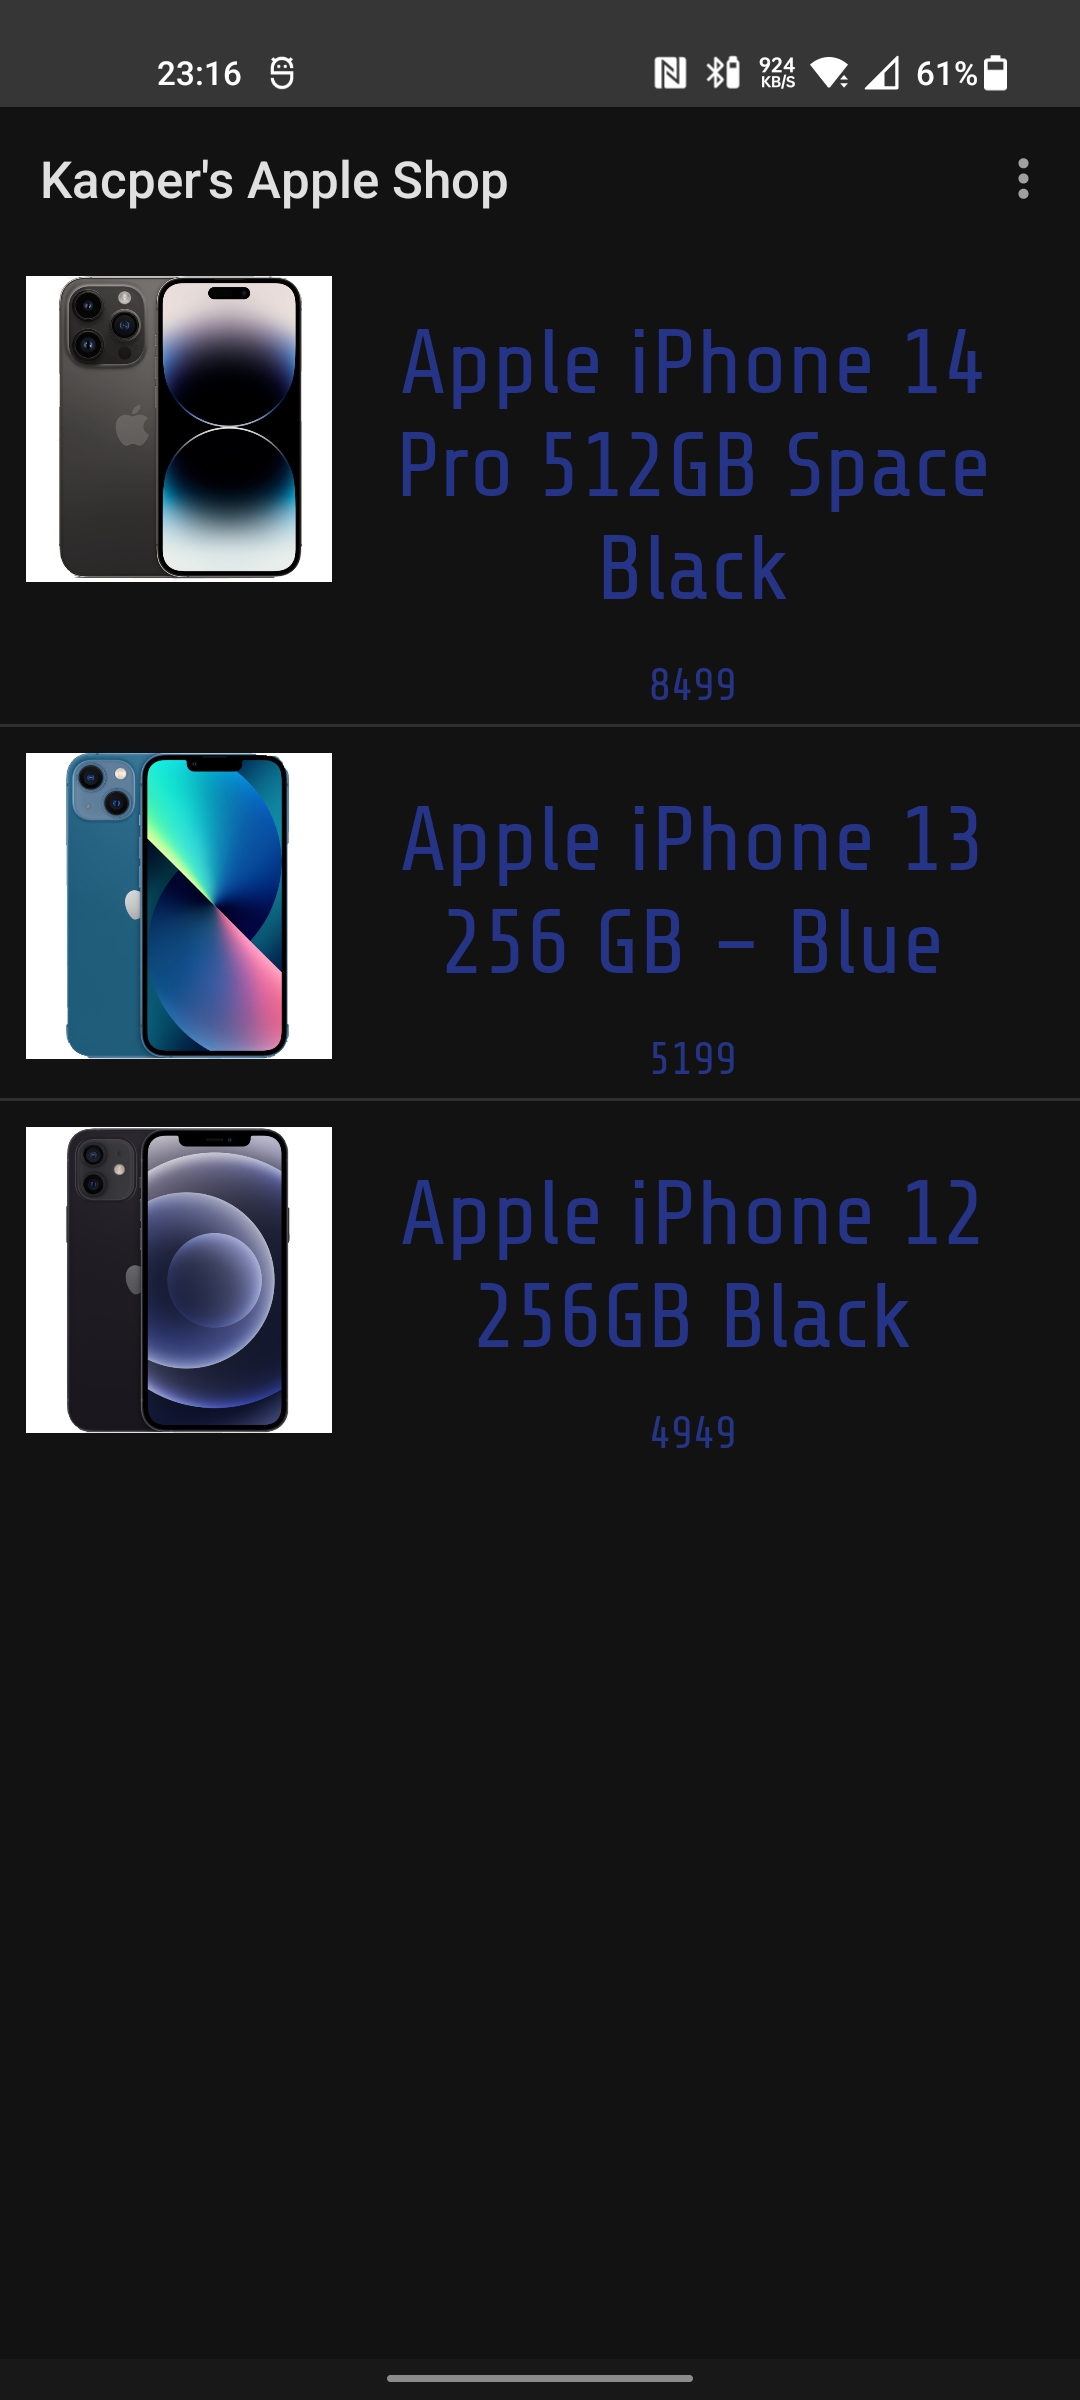 23:16 924 KB/S 61%
Kacper's Apple Shop
Apple iPhone 14
Pro 512GB Space
Black
8499
Apple iPhone 13
256 GB – Blue
5199
Apple iPhone 12
256GB Black
4949